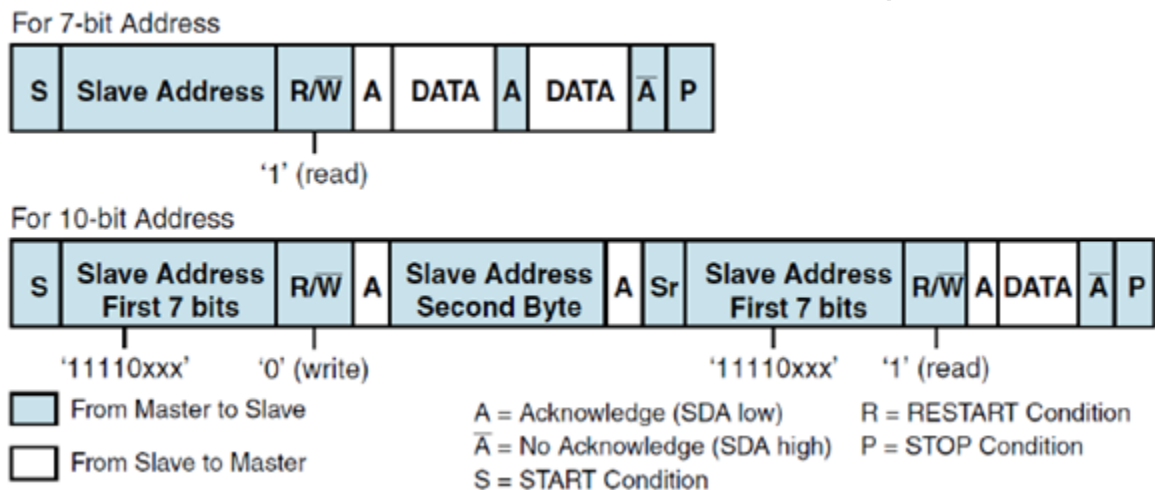 For 7-bit Address
S Slave Address R/W̅ A DATA A DATA A̅ P
‘1’ (read)
For 10-bit Address
S Slave Address First 7 bits R/W̅ A Slave Address Second Byte A Sr Slave Address First 7 bits R/W̅ A DATA A̅ P
‘11110xxx’ ‘0’ (write) ‘11110xxx’ ‘1’ (read)
From Master to Slave
From Slave to Master
A = Acknowledge (SDA low)
A̅ = No Acknowledge (SDA high)
S = START Condition
R = RESTART Condition
P = STOP Condition